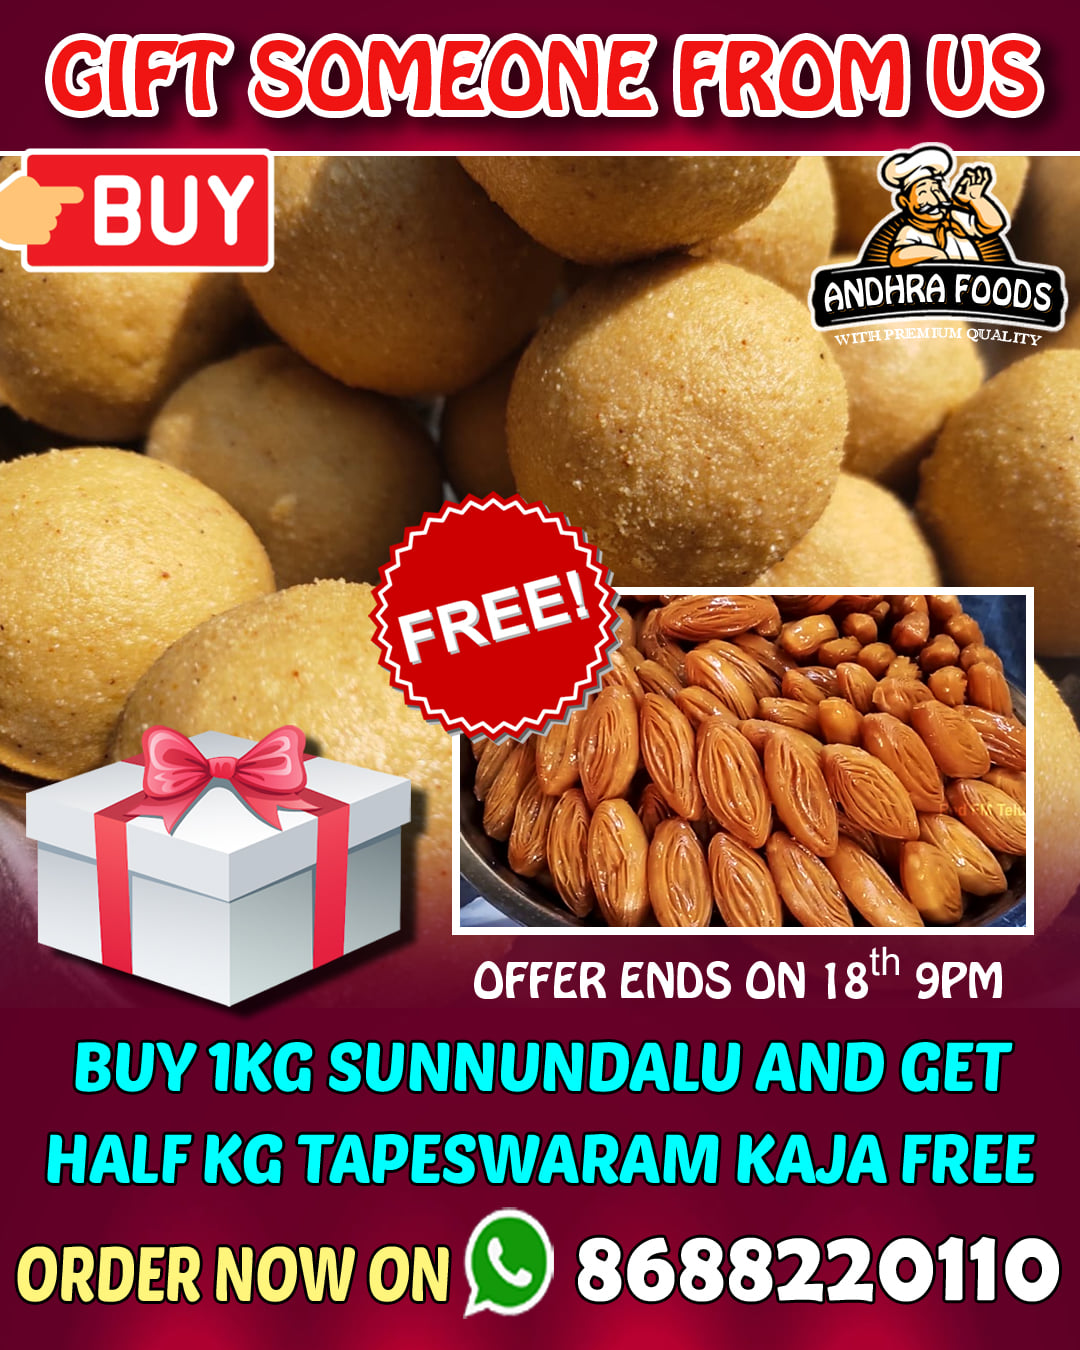 GIFT SOMEONE FROM US
BUY
ANDHRA FOODS
WITH PREMIUM QUALITY
FREE!
OFFER ENDS ON 18th 9PM
BUY 1KG SUNNUNDALU AND GET
HALF KG TAPESWARAM KAJA FREE
ORDER NOW ON 8688220110